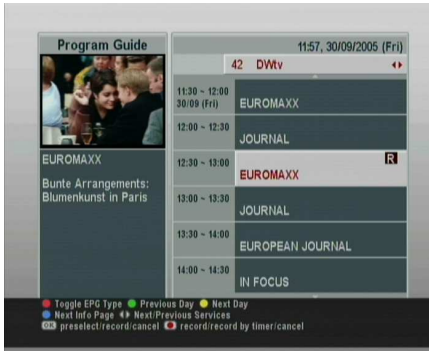 Program Guide
11:57, 30/09/2005 (Fri)
42 DWtv
11:30 ~ 12:00
30/09 (Fri)
EUROMAXX
12:00 ~ 12:30
JOURNAL
12:30 ~ 13:00
R
EUROMAXX
13:00 ~ 13:30
JOURNAL
13:30 ~ 14:00
EUROPEAN JOURNAL
14:00 ~ 14:30
IN FOCUS
EUROMAXX
Bunte Arrangements:
Blumenkunst in Paris
Toggle EPG Type Previous Day Next Day
Next Info Page Next/Previous Services
OK preselect/record/cancel record/record by timer/cancel